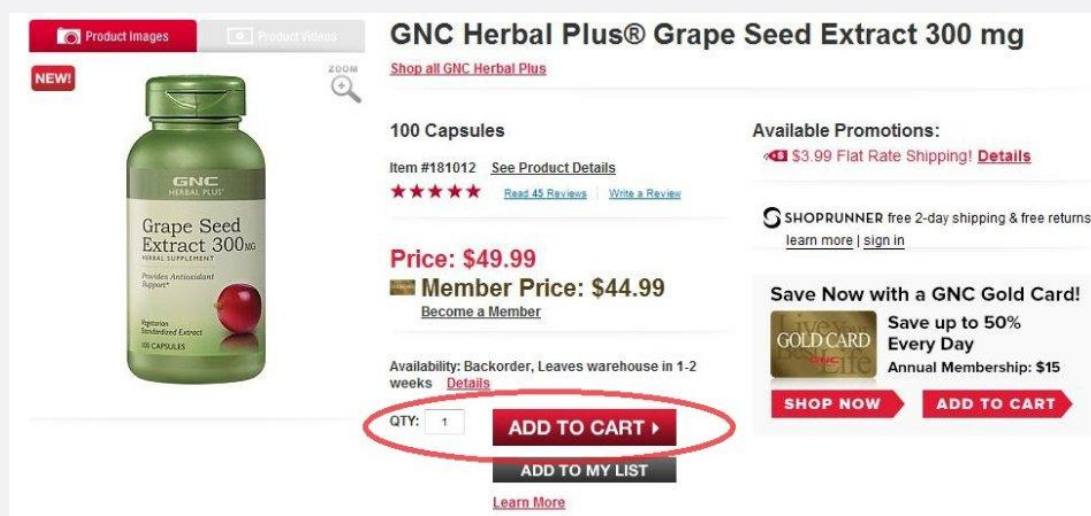 Product Images
Product Videos
NEW!
ZOOM
GNC
HERBAL PLUS®
Grape Seed
Extract 300MG
HERBAL SUPPLEMENT
Provides Antioxidant
Support*
Vegetarian
Standardized Extract
100 CAPSULES
GNC Herbal Plus® Grape Seed Extract 300 mg
Shop all GNC Herbal Plus
100 Capsules
Item #181012 See Product Details
Read 45 Reviews Write a Review
Price: $49.99
Member Price: $44.99
Become a Member
Availability: Backorder, Leaves warehouse in 1-2
weeks Details
QTY: 1 ADD TO CART
ADD TO MY LIST
Learn More
Available Promotions:
$3.99 Flat Rate Shipping! Details
SHOPRUNNER free 2-day shipping & free returns
learn more | sign in
Save Now with a GNC Gold Card!
Live Your
GOLD CARD
Best Life
GNC
Save up to 50%
Every Day
Annual Membership: $15
SHOP NOW ADD TO CART